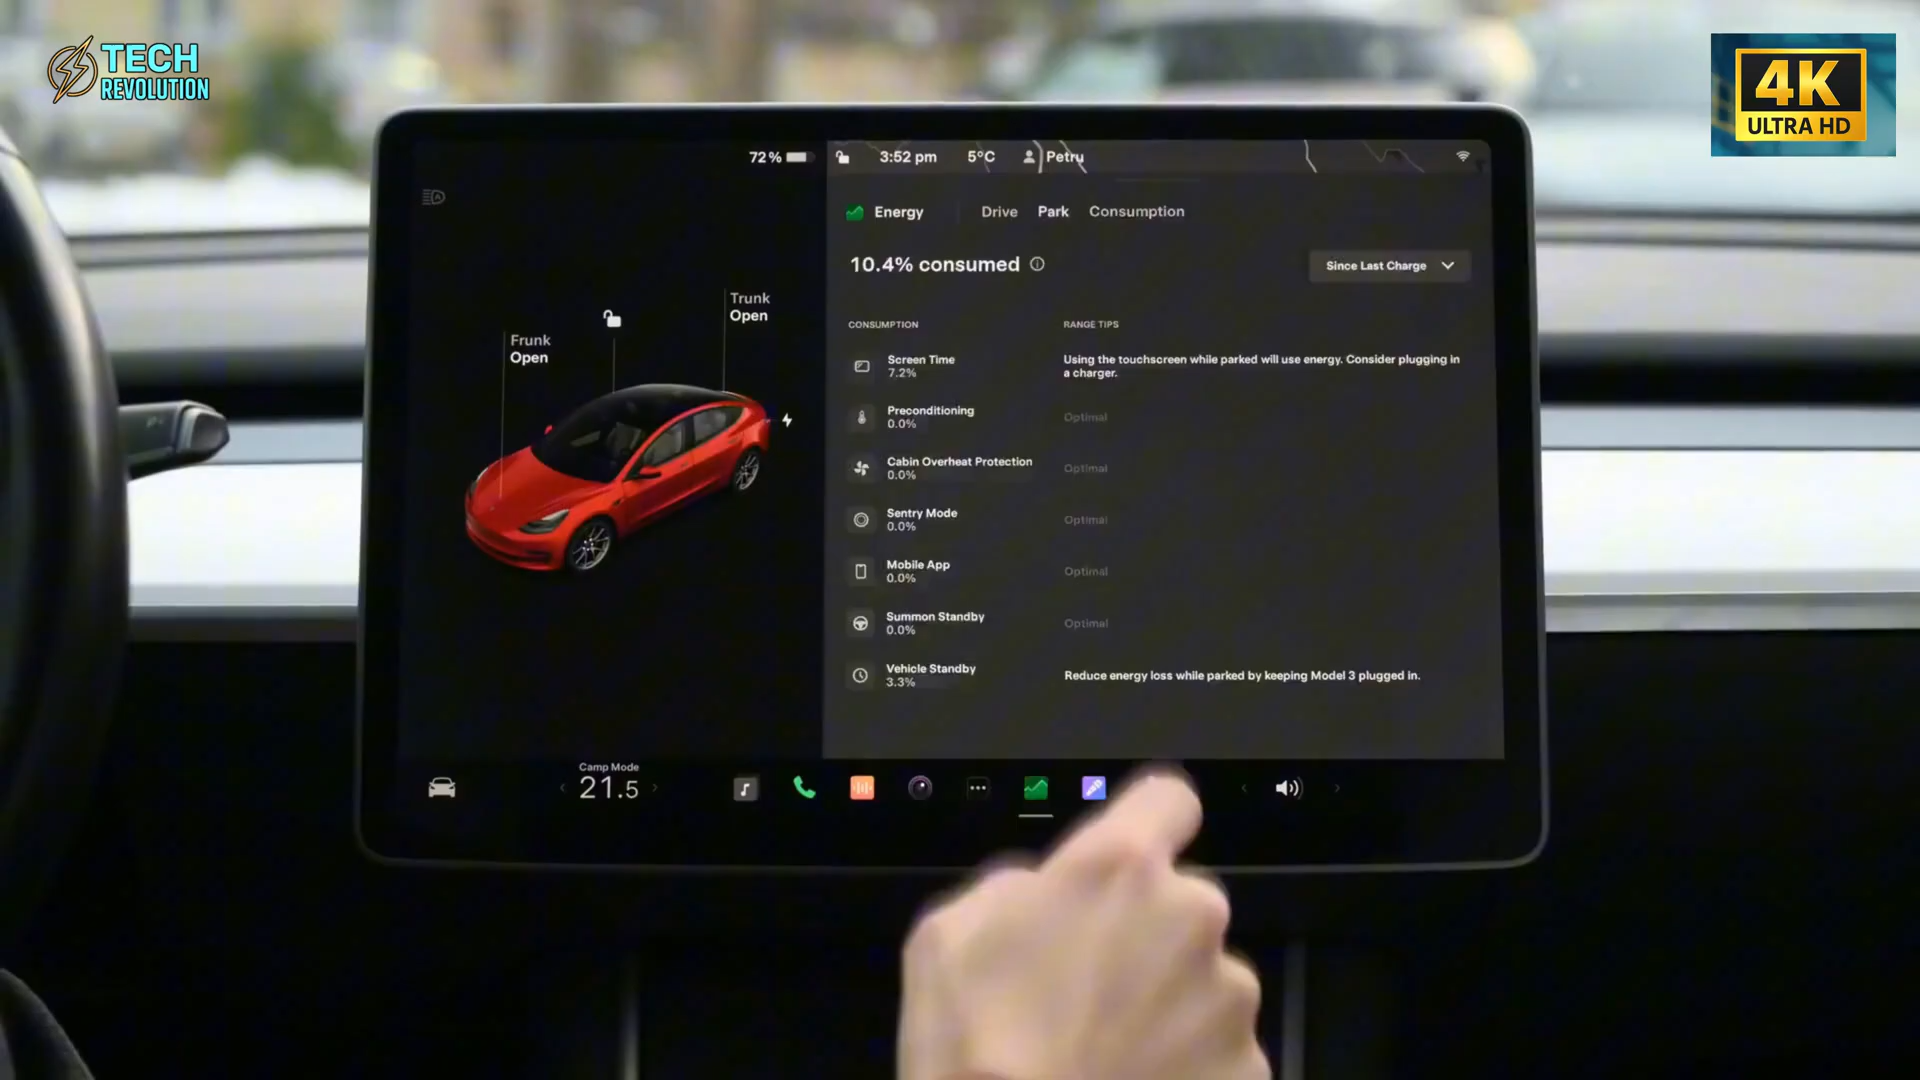 TECH
REVOLUTION
4K
ULTRA HD
72%
3:52 pm
5°C
Petru
Energy
Drive
Park
Consumption
10.4% consumed
Since Last Charge
Frunk
Open
Trunk
Open
CONSUMPTION
RANGE TIPS
Screen Time
7.2%
Using the touchscreen while parked will use energy. Consider plugging in
a charger.
Preconditioning
0.0%
Optimal
Cabin Overheat Protection
0.0%
Optimal
Sentry Mode
0.0%
Optimal
Mobile App
0.0%
Optimal
Summon Standby
0.0%
Optimal
Vehicle Standby
3.3%
Reduce energy loss while parked by keeping Model 3 plugged in.
Camp Mode
21.5